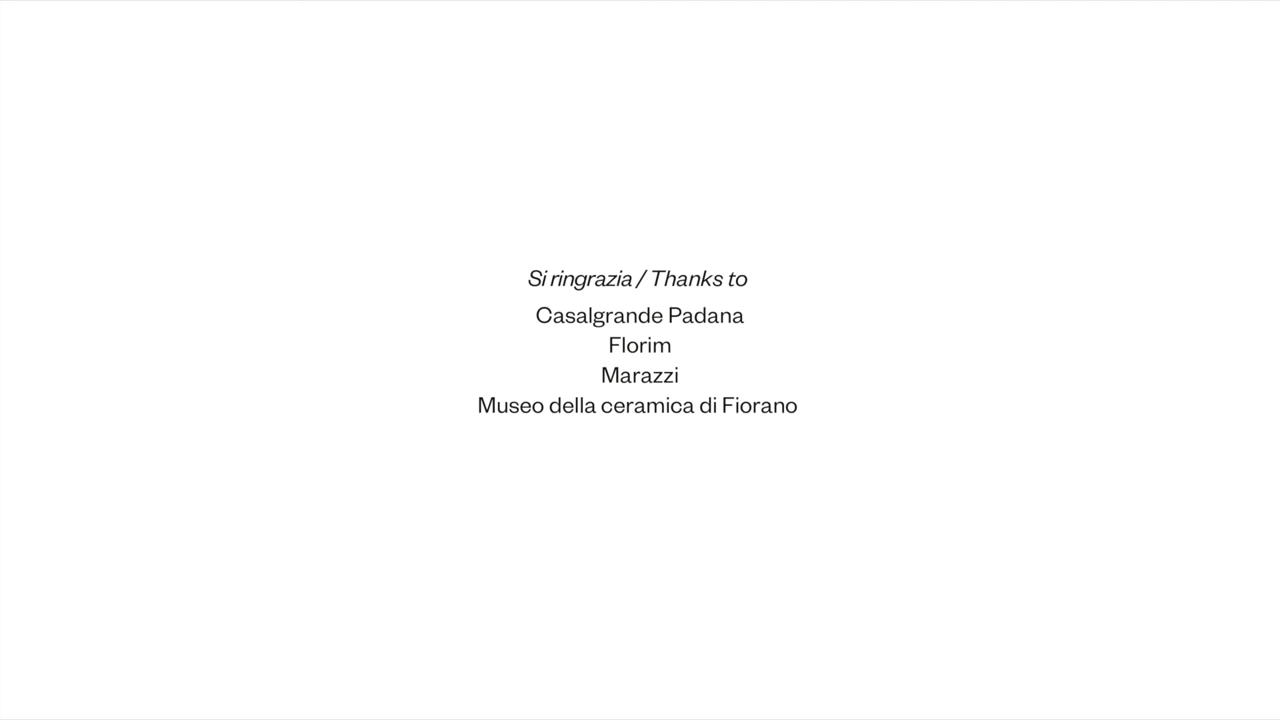 Si ringrazia / Thanks to
Casalgrande Padana
Florim
Marazzi
Museo della ceramica di Fiorano